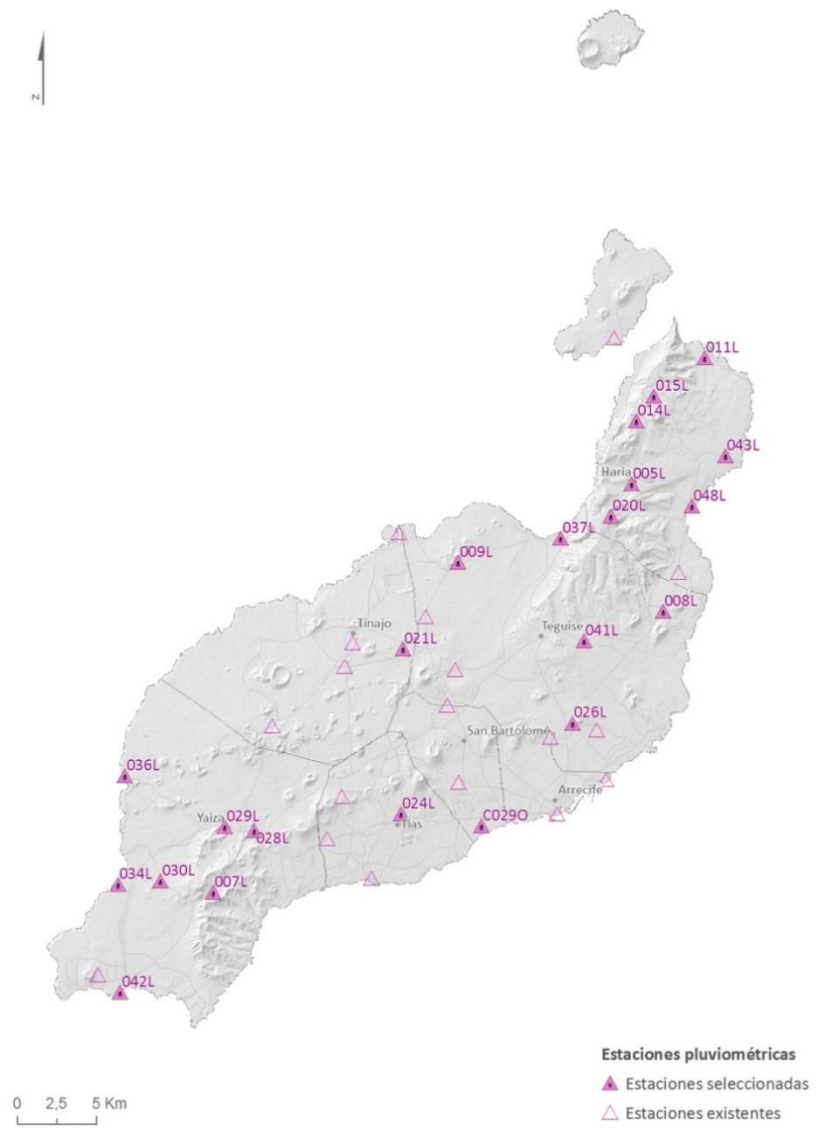 N
011L
015L
014L
043L
Haría
005L
048L
020L
037L
009L
008L
Tinajo
Teguise
041L
021L
026L
San Bartolomé
036L
Arrecife
024L
C029O
Yaiza
029L
Tías
028L
034L
030L
007L
042L
Estaciones pluviométricas
Estaciones seleccionadas
Estaciones existentes
0 2,5 5 Km